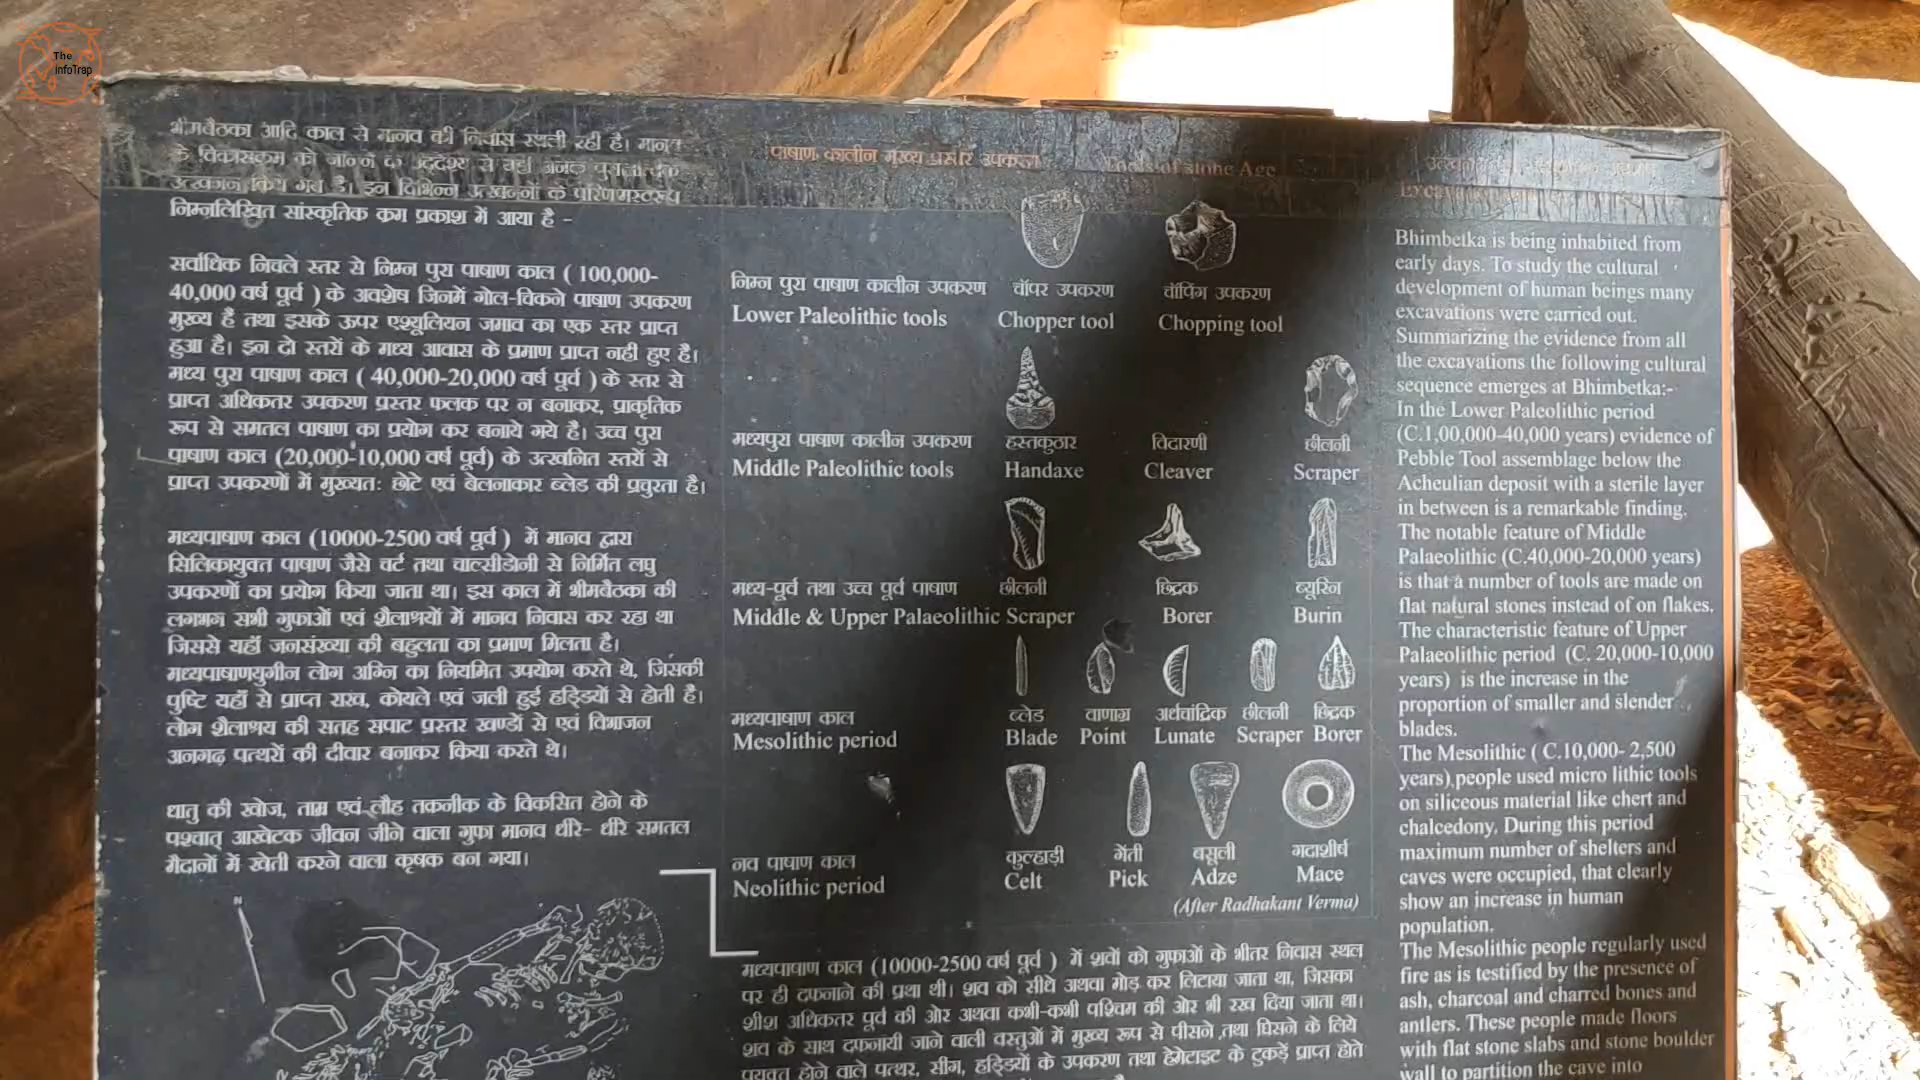 The
InfoTrap
भीमबैठका आदि काल से मानव की निवास स्थली रही है। मानव
के विकासक्रम को जानने के उद्देश्य से यहाँ अनेक पुरातात्विक
उत्खनन किये गये है। इन विभिन्न उत्खननों के परिणामस्वरूप
निम्नलिखित सांस्कृतिक क्रम प्रकाश में आया है -
सर्वाधिक निचले स्तर से निम्न पुरा पाषाण काल ( 100,000-
40,000 वर्ष पूर्व ) के अवशेष जिनमें गोल-चिकने पाषाण उपकरण
मुख्य हैं तथा इसके ऊपर एश्यूलियन जमाव का एक स्तर प्राप्त
हुआ है। इन दो स्तरों के मध्य आवास के प्रमाण प्राप्त नहीं हुए है।
मध्य पुरा पाषाण काल ( 40,000-20,000 वर्ष पूर्व ) के स्तर से
प्राप्त अधिकतर उपकरण प्रस्तर फलक पर न बनाकर, प्राकृतिक
रूप से समतल पाषाण का प्रयोग कर बनाये गये है। उच्च पुरा
पाषाण काल (20,000-10,000 वर्ष पूर्व) के उत्खनित स्तरों से
प्राप्त उपकरणों में मुख्यतः छोटे एवं बेलनाकार ब्लेड की प्रचुरता है।
मध्यपाषाण काल (10000-2500 वर्ष पूर्व ) में मानव द्वारा
सिलिकायुक्त पाषाण जैसे चर्ट तथा चाल्सीडोनी से निर्मित लघु
उपकरणों का प्रयोग किया जाता था। इस काल में भीमबैठका की
लगभग सभी गुफाओं एवं शैलाश्रयों में मानव निवास कर रहा था
जिससे यहाँ जनसंख्या की बहुलता का प्रमाण मिलता है।
मध्यपाषाणयुगीन लोग अग्नि का नियमित उपयोग करते थे, जिसकी
पुष्टि यहाँ से प्राप्त राख, कोयले एवं जली हुई हड्डियों से होती है।
लोग शैलाश्रय की सतह सपाट प्रस्तर खण्डों से एवं विभाजन
अनगढ़ पत्थरों की दीवार बनाकर किया करते थे।
धातु की खोज, ताम्र एवं लौह तकनीक के विकसित होने के
पश्चात् आखेटक जीवन जीने वाला गुफा मानव धीरे- धीरे समतल
मैदानों में खेती करने वाला कृषक बन गया।
N
पाषाण कालीन मुख्य प्रस्तर उपकरण Tools of Stone Age
निम्न पुरा पाषाण कालीन उपकरण चॉपर उपकरण चॉपिंग उपकरण
Lower Paleolithic tools Chopper tool Chopping tool
मध्यपुरा पाषाण कालीन उपकरण हस्तकुठार विदारणी छीलनी
Middle Paleolithic tools Handaxe Cleaver Scraper
मध्य-पूर्व तथा उच्च पूर्व पाषाण छीलनी छिद्रक ब्यूरिन
Middle & Upper Palaeolithic Scraper Borer Burin
मध्यपाषाण काल ब्लेड वाणाग्र अर्धचांद्रिक छीलनी छिद्रक
Mesolithic period Blade Point Lunate Scraper Borer
नव पाषाण काल कुल्हाड़ी गेंती बसूली गदाशीर्ष
Neolithic period Celt Pick Adze Mace
(After Radhakant Verma)
मध्यपाषाण काल (10000-2500 वर्ष पूर्व ) में शवों को गुफाओं के भीतर निवास स्थल
पर ही दफनाने की प्रथा थी। शव को सीधे अथवा मोड़ कर लिटाया जाता था, जिसका
शीश अधिकतर पूर्व की ओर अथवा कभी-कभी पश्चिम की ओर भी रख दिया जाता था।
शव के साथ दफनायी जाने वाली वस्तुओं में मुख्य रूप से पीसने तथा घिसने के लिये
प्रयुक्त होने वाले पत्थर, सींग, हड्डियों के उपकरण तथा हेमेटाइट के टुकड़े प्राप्त होते
Bhimbetka is being inhabited from
early days. To study the cultural
development of human beings many
excavations were carried out.
Summarizing the evidence from all
the excavations the following cultural
sequence emerges at Bhimbetka:-
In the Lower Paleolithic period
(C.1,00,000-40,000 years) evidence of
Pebble Tool assemblage below the
Acheulian deposit with a sterile layer
in between is a remarkable finding.
The notable feature of Middle
Palaeolithic (C.40,000-20,000 years)
is that a number of tools are made on
flat natural stones instead of on flakes.
The characteristic feature of Upper
Palaeolithic period (C. 20,000-10,000
years) is the increase in the
proportion of smaller and slender
blades.
The Mesolithic ( C.10,000- 2,500
years),people used micro lithic tools
on siliceous material like chert and
chalcedony. During this period
maximum number of shelters and
caves were occupied, that clearly
show an increase in human
population.
The Mesolithic people regularly used
fire as is testified by the presence of
ash, charcoal and charred bones and
antlers. These people made floors
with flat stone slabs and stone boulder
wall to partition the cave into